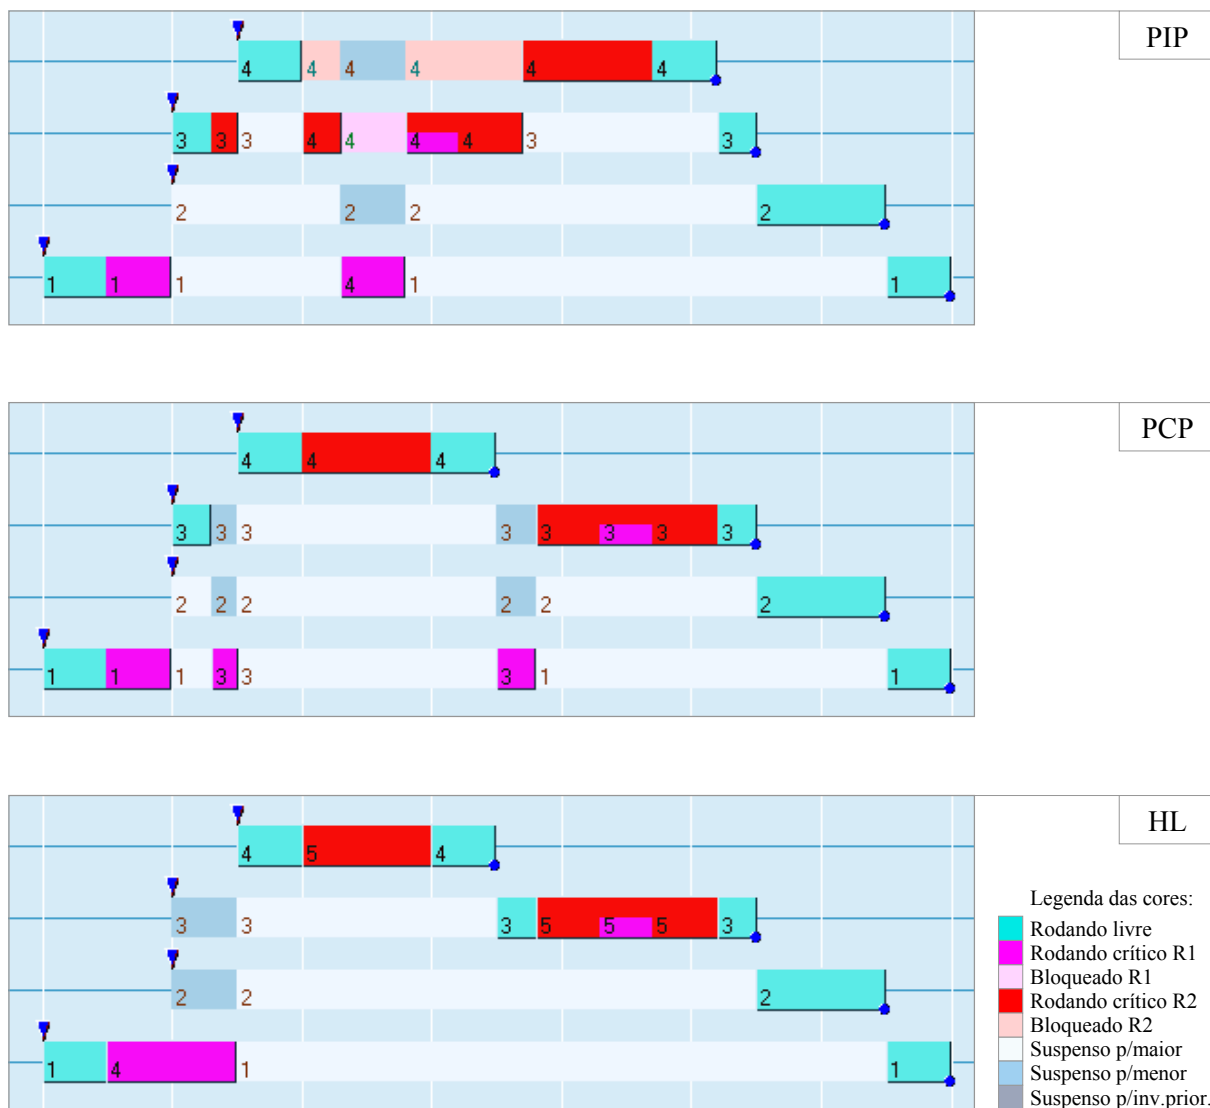 PIP
4 4 4 4 4 4
3 3 3 4 4 4 4 3 3
2 2 2 2
1 1 1 4 1 1
PCP
4 4 4
3 3 3 3 3 3 3 3
2 2 2 2 2 2
1 1 1 3 3 3 1 1
HL
4 5 4
3 3 3 5 5 5 3
2 2 2
1 4 1 1
Legenda das cores:
Rodando livre
Rodando crítico R1
Bloqueado R1
Rodando crítico R2
Bloqueado R2
Suspenso p/maior
Suspenso p/menor
Suspenso p/inv.prior.